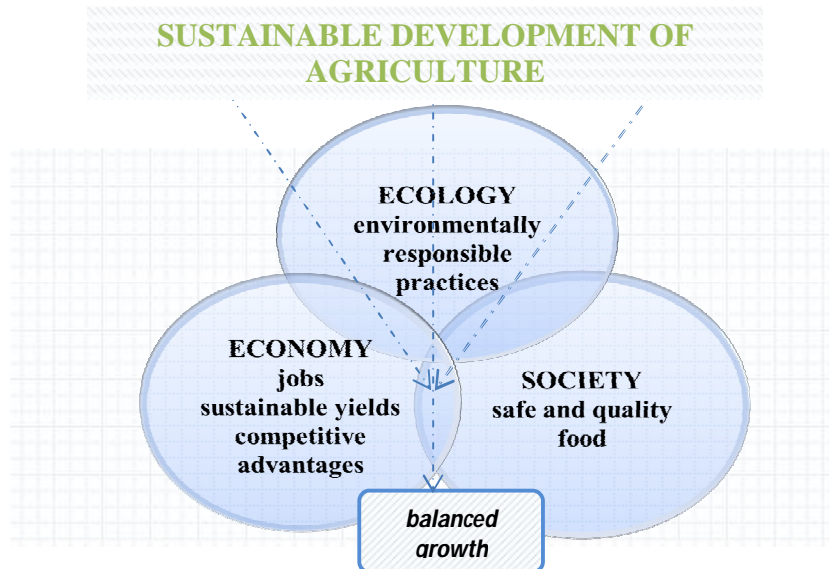 SUSTAINABLE DEVELOPMENT OF
AGRICULTURE
ECOLOGY
environmentally
responsible
practices
ECONOMY
jobs
sustainable yields
competitive
advantages
SOCIETY
safe and quality
food
balanced
growth